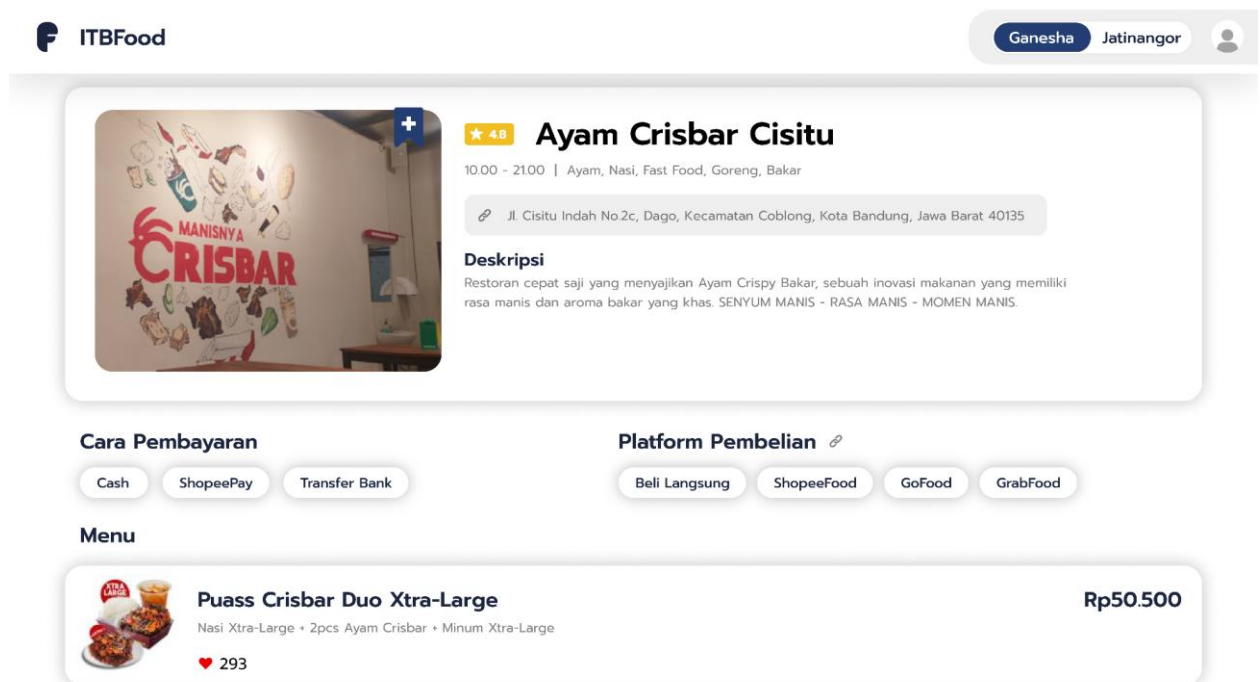 ITBFood
Ganesha
Jatinangor
4.8
Ayam Crisbar Cisitu
10.00 - 21.00 | Ayam, Nasi, Fast Food, Goreng, Bakar
Jl. Cisitu Indah No.2c, Dago, Kecamatan Coblong, Kota Bandung, Jawa Barat 40135
MANISNYA
CRISBAR
Deskripsi
Restoran cepat saji yang menyajikan Ayam Crispy Bakar, sebuah inovasi makanan yang memiliki
rasa manis dan aroma bakar yang khas. SENYUM MANIS - RASA MANIS - MOMEN MANIS.
Cara Pembayaran
Cash
ShopeePay
Transfer Bank
Platform Pembelian
Beli Langsung
ShopeeFood
GoFood
GrabFood
Menu
XTRA
LARGE
Puass Crisbar Duo Xtra-Large
Rp50.500
Nasi Xtra-Large + 2pcs Ayam Crisbar + Minum Xtra-Large
293